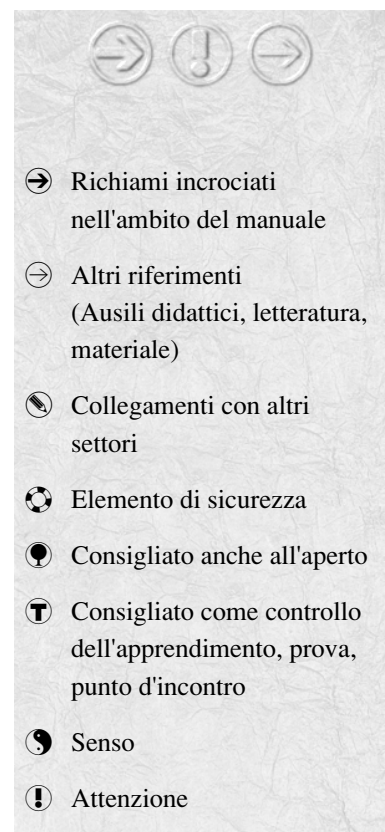 Richiami incrociati
nell'ambito del manuale
Altri riferimenti
(Ausili didattici, letteratura,
materiale)
Collegamenti con altri
settori
Elemento di sicurezza
Consigliato anche all'aperto
T Consigliato come controllo
dell'apprendimento, prova,
punto d'incontro
Senso
! Attenzione